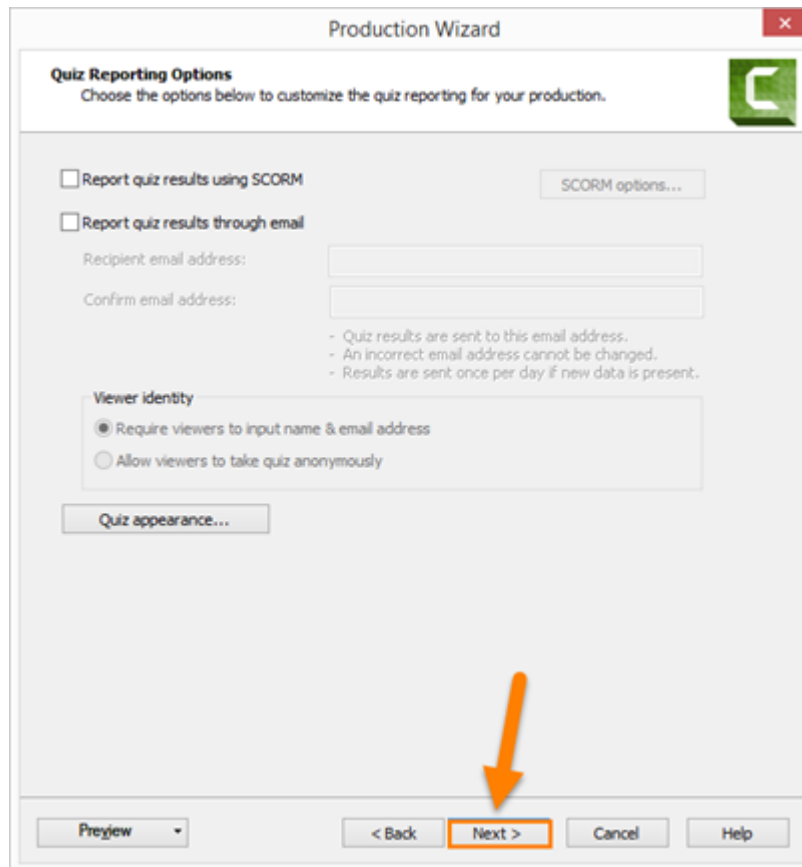 Production Wizard
Quiz Reporting Options
Choose the options below to customize the quiz reporting for your production.
Report quiz results using SCORM
SCORM options...
Report quiz results through email
Recipient email address:
Confirm email address:
- Quiz results are sent to this email address.
- An incorrect email address cannot be changed.
- Results are sent once per day if new data is present.
Viewer identity
Require viewers to input name & email address
Allow viewers to take quiz anonymously
Quiz appearance...
Preview
< Back
Next >
Cancel
Help